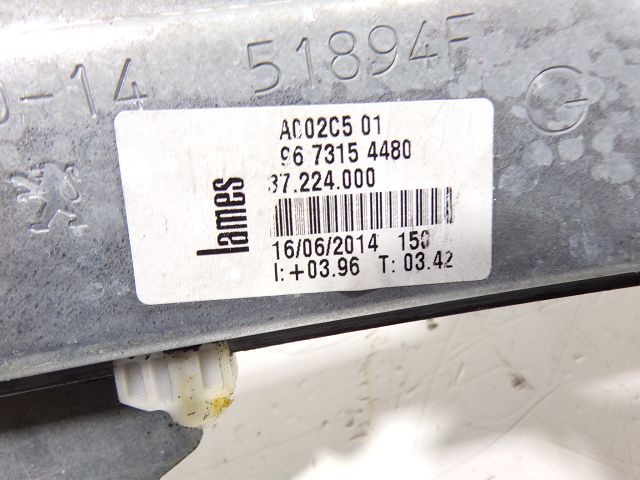 0-14 51894F G
A002C5 01
96 7315 4480
37.224.000
lames
16/06/2014 150
I: +03.96 T: 03.42